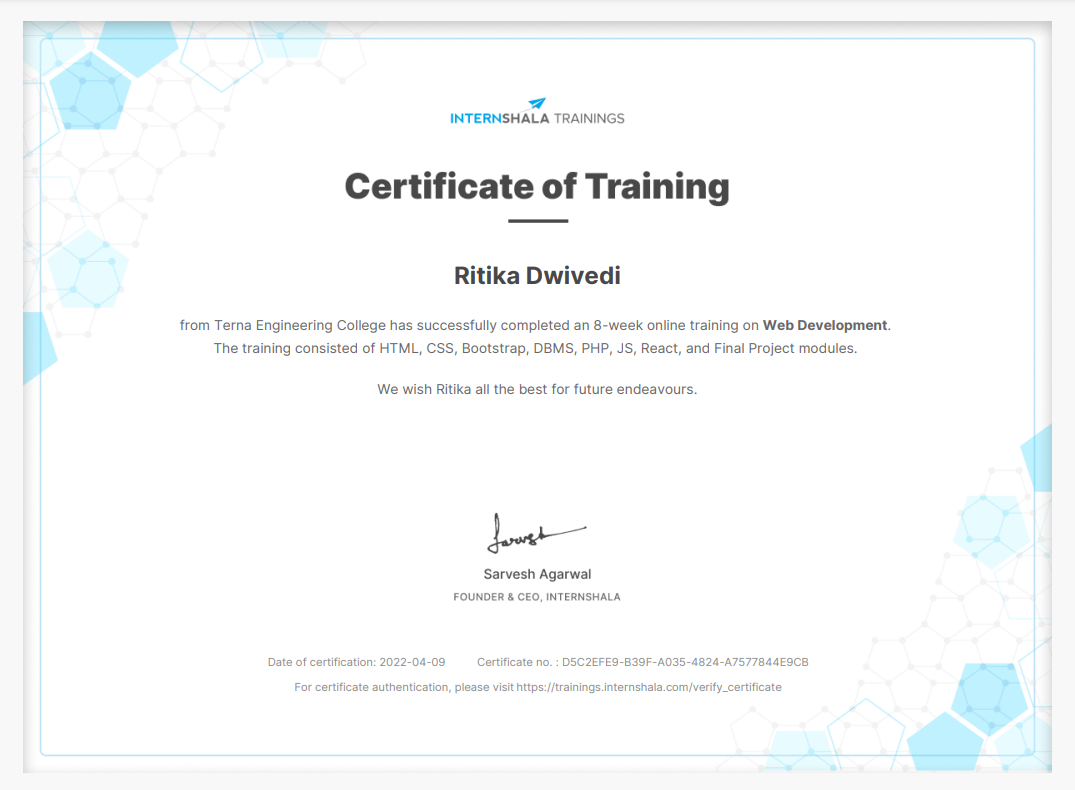 INTERNSHALA TRAININGS
Certificate of Training
Ritika Dwivedi
from Terna Engineering College has successfully completed an 8-week online training on Web Development.
The training consisted of HTML, CSS, Bootstrap, DBMS, PHP, JS, React, and Final Project modules.
We wish Ritika all the best for future endeavours.
Sarvesh
Sarvesh Agarwal
FOUNDER & CEO, INTERNSHALA
Date of certification: 2022-04-09 Certificate no. : D5C2EFE9-B39F-A035-4824-A7577844E9CB
For certificate authentication, please visit https://trainings.internshala.com/verify_certificate